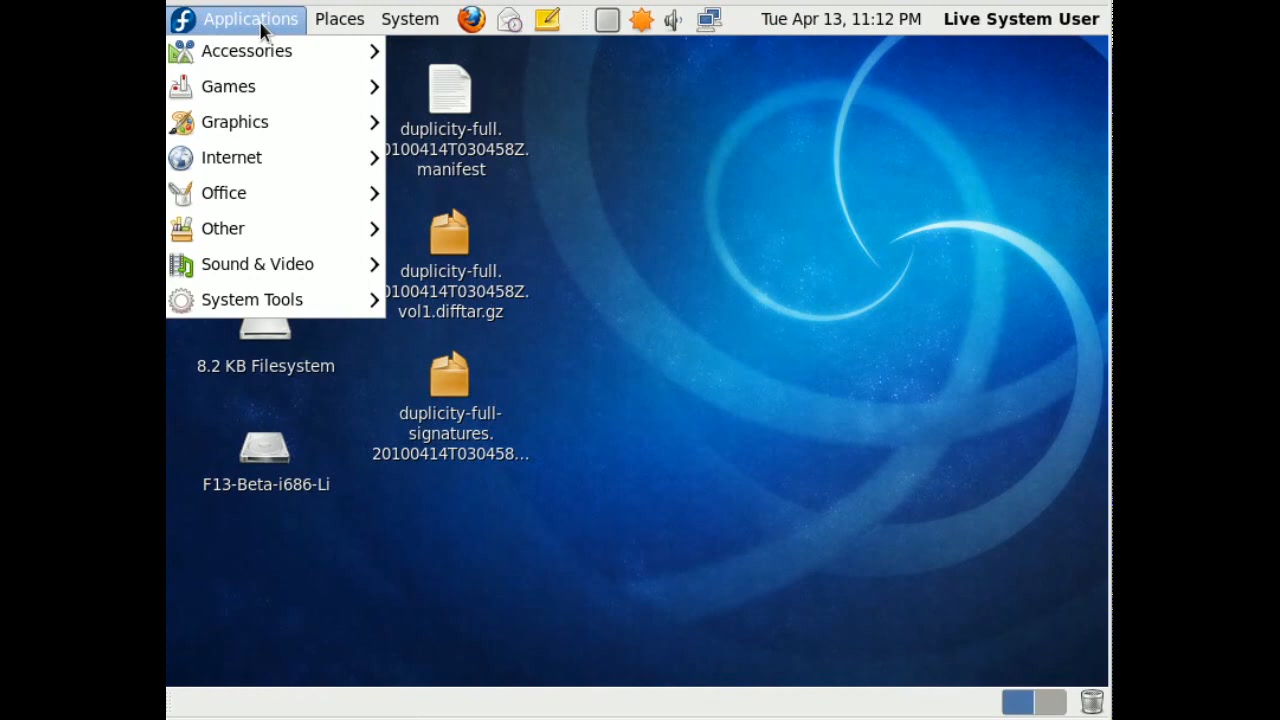 Applications Places System Tue Apr 13, 11:12 PM Live System User
Accessories
Games
Graphics
Internet
Office
Other
Sound & Video
System Tools
8.2 KB Filesystem
F13-Beta-i686-Li
duplicity-full.
20100414T030458Z.
manifest
duplicity-full.
20100414T030458Z.
vol1.difftar.gz
duplicity-full-
signatures.
20100414T030458...